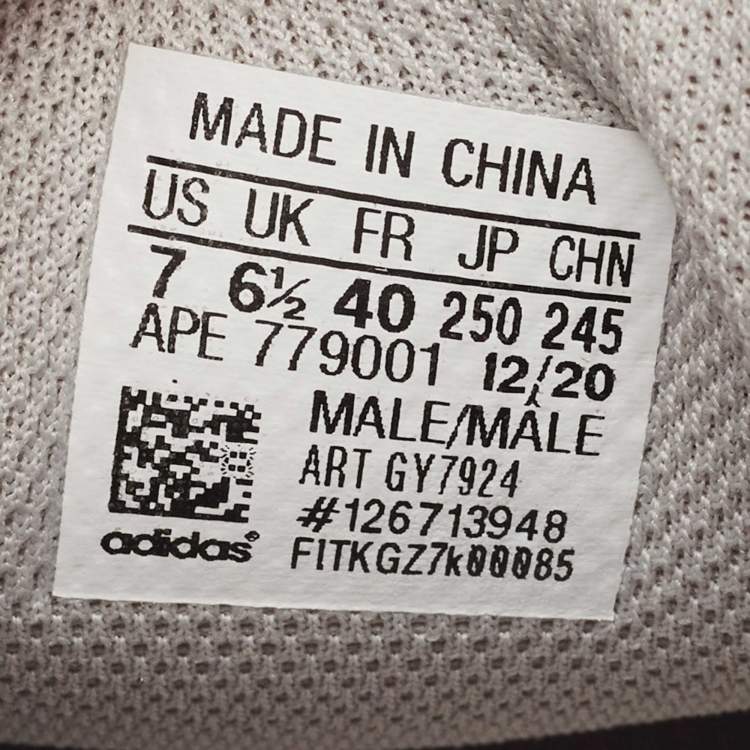 MADE IN CHINA
US UK FR JP CHN
7 6½ 40 250 245
APE 779001 12/20
MALE/MÂLE
ART GY7924
#126713948
adidas®
FITKGZ7k00085